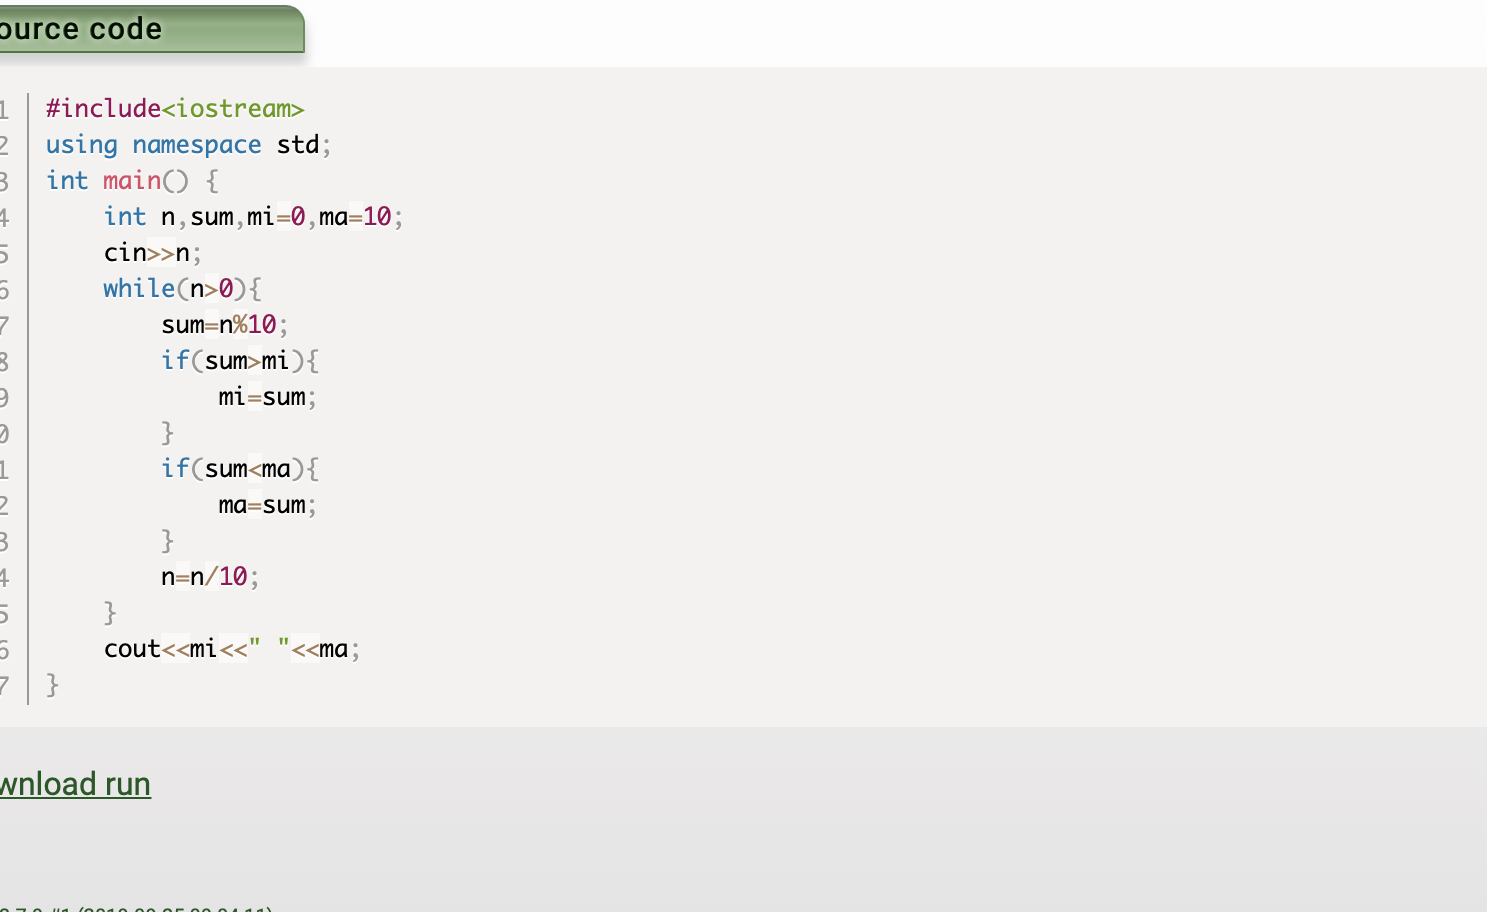 ource code
1 #include<iostream>
2 using namespace std;
3 int main() {
4     int n,sum,mi=0,ma=10;
5     cin>>n;
6     while(n>0){
7         sum=n%10;
8         if(sum>mi){
9             mi=sum;
0         }
1         if(sum<ma){
2             ma=sum;
3         }
4         n=n/10;
5     }
6     cout<<mi<<" "<<ma;
7 }
wnload run